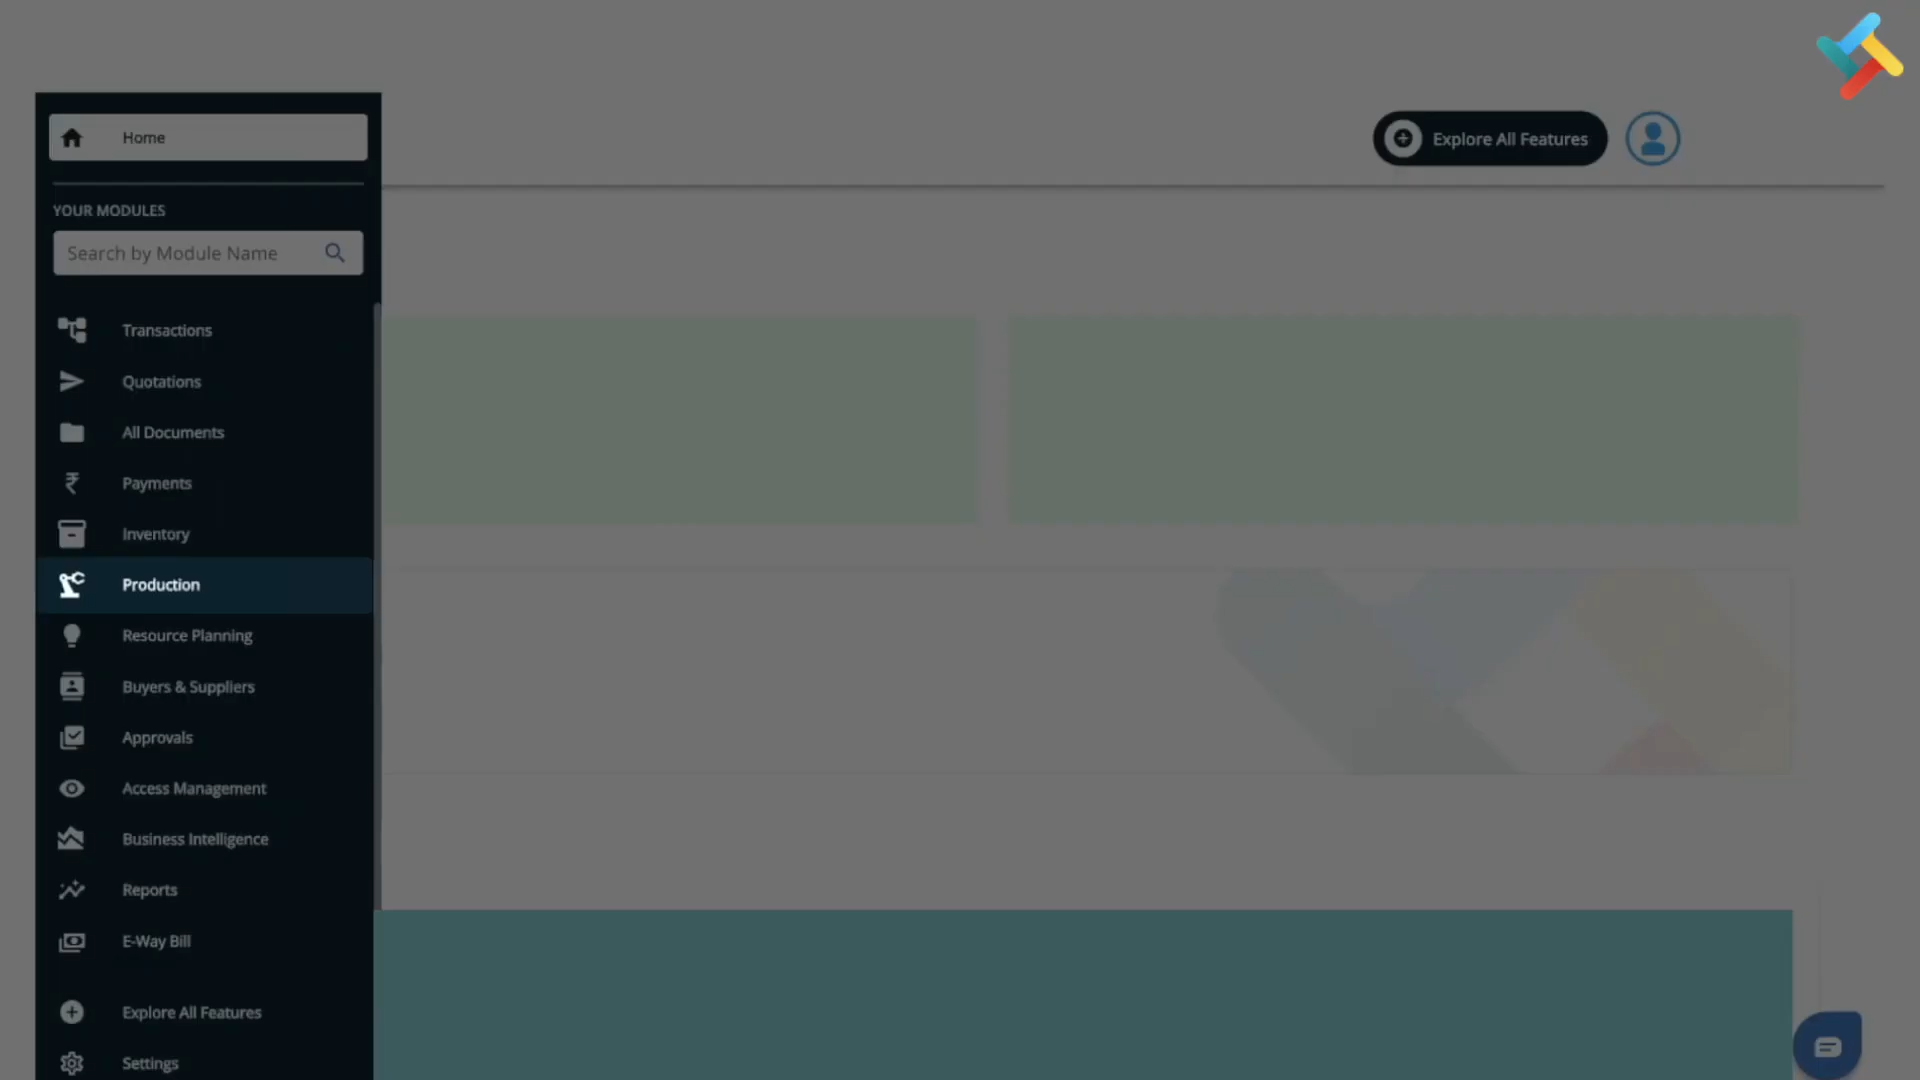 Home
Explore All Features
YOUR MODULES
Search by Module Name
Transactions
Quotations
All Documents
Payments
Inventory
Production
Resource Planning
Buyers & Suppliers
Approvals
Access Management
Business Intelligence
Reports
E-Way Bill
Explore All Features
Settings